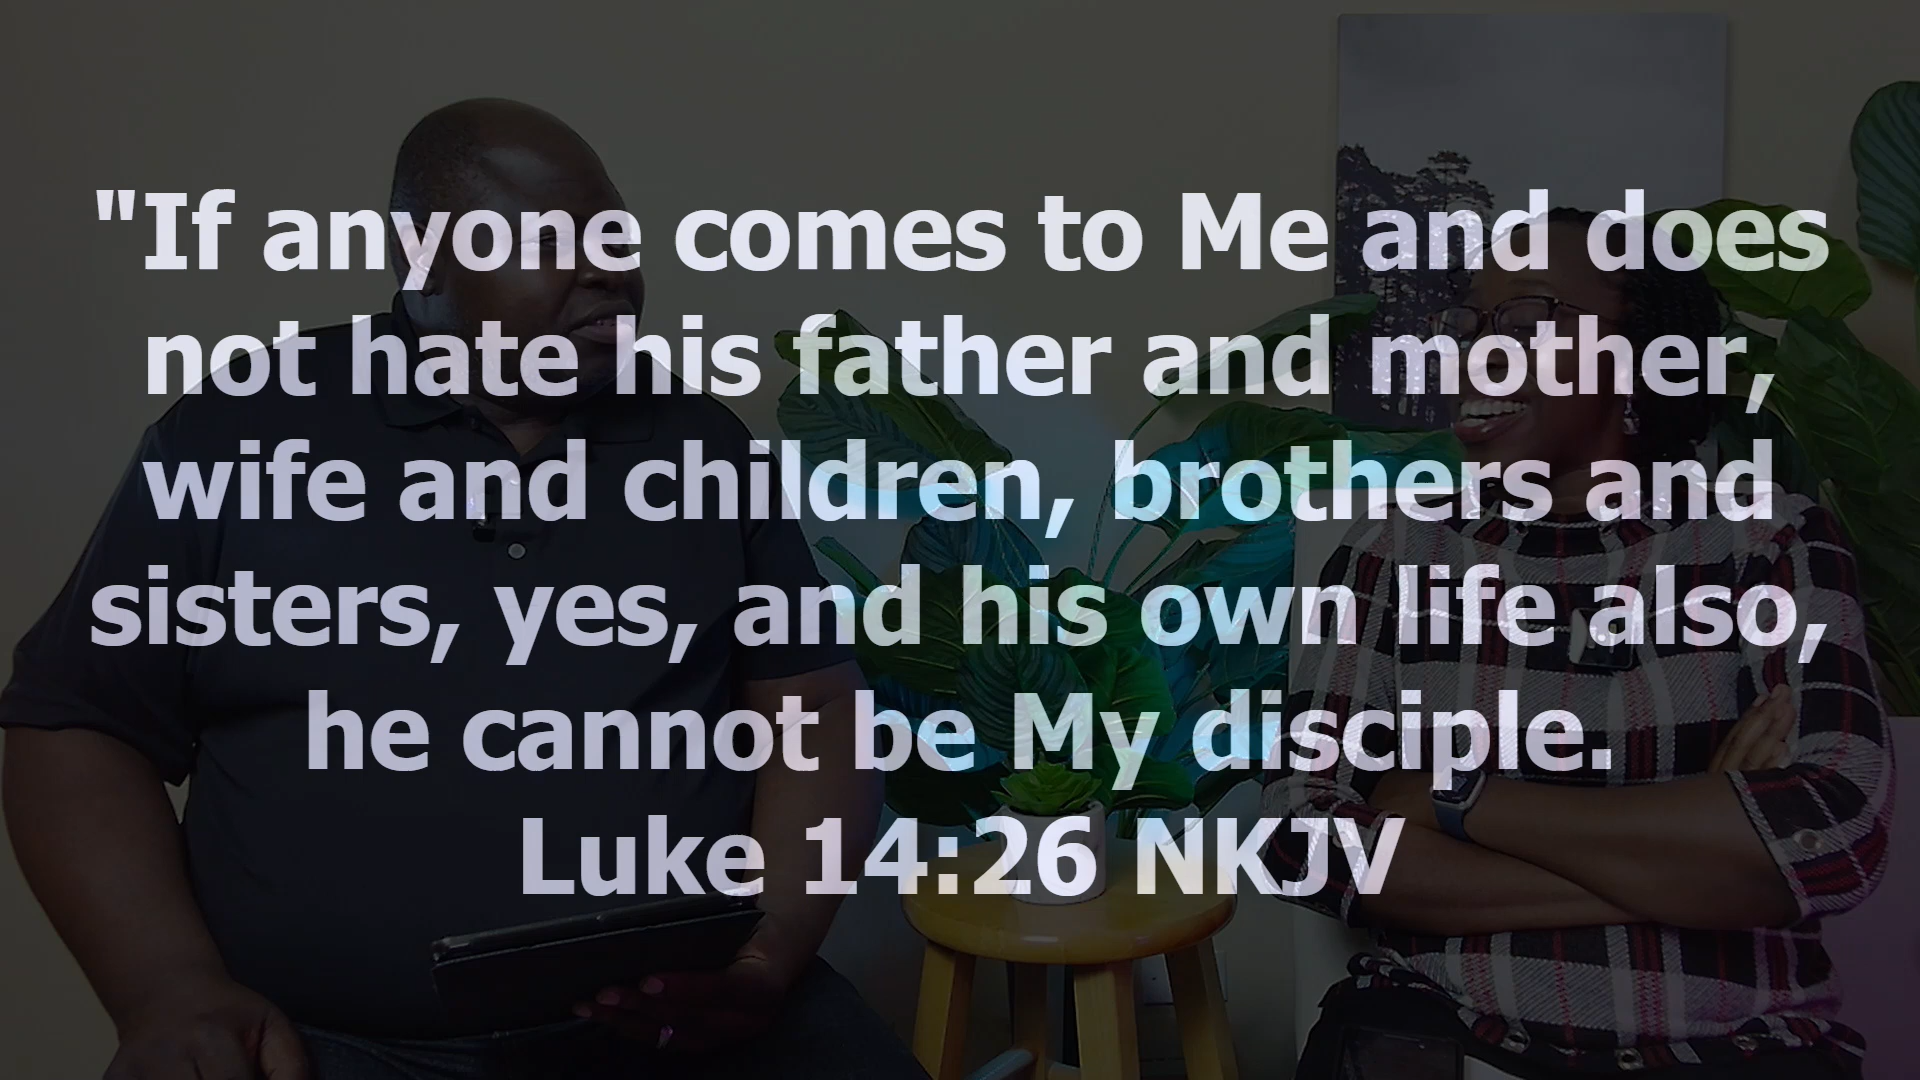 "If anyone comes to Me and does
not hate his father and mother,
wife and children, brothers and
sisters, yes, and his own life also,
he cannot be My disciple.
Luke 14:26 NKJV